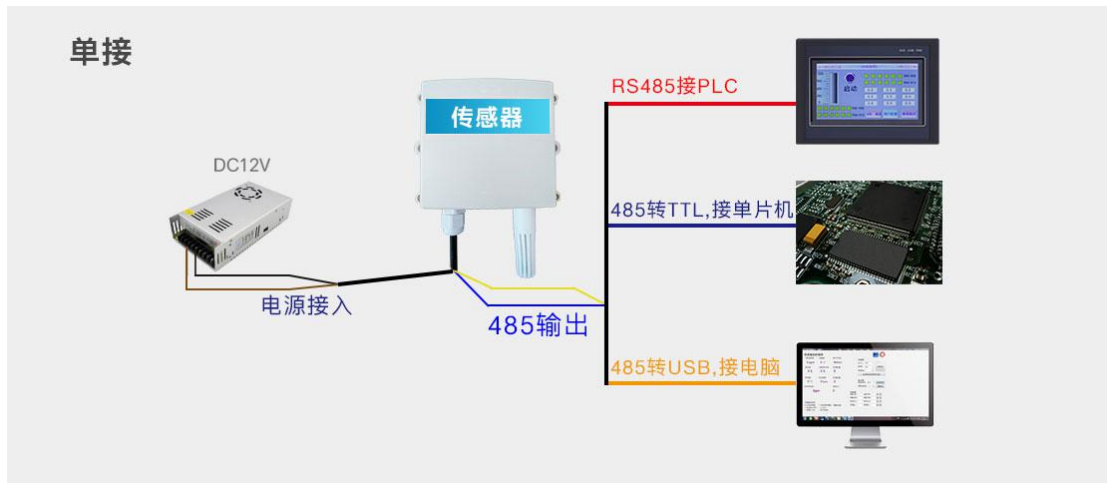 单接
DC12V
传感器
电源接入
485输出
RS485接PLC
启动
485转TTL,接单片机
485转USB,接电脑